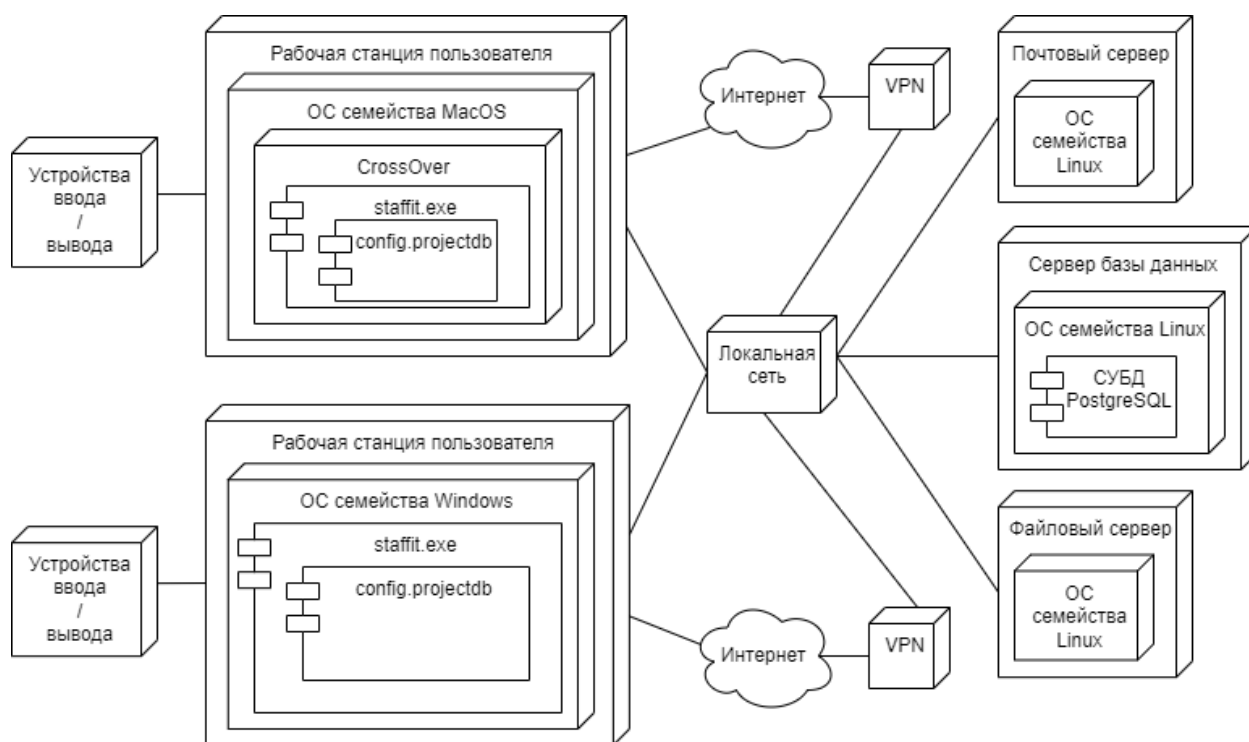 Устройства
ввода
/
вывода
Рабочая станция пользователя
ОС семейства MacOS
CrossOver
staffit.exe
config.projectdb
Интернет
VPN
Почтовый сервер
ОС
семейства
Linux
Сервер базы данных
ОС семейства Linux
СУБД
PostgreSQL
Локальная
сеть
Устройства
ввода
/
вывода
Рабочая станция пользователя
ОС семейства Windows
staffit.exe
config.projectdb
Интернет
VPN
Файловый сервер
ОС
семейства
Linux